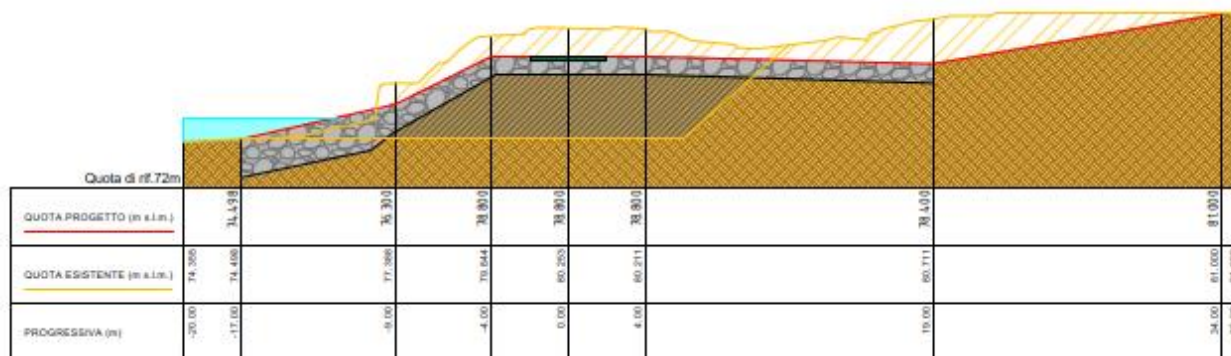 Quota di rif.72m
QUOTA PROGETTO (m s.l.m.) 74.498 76.300 78.800 78.800 78.800 78.400 81.000
QUOTA ESISTENTE (m s.l.m.) 74.355 74.498 77.388 79.844 80.253 80.211 80.711 81.000
PROGRESSIVA (m) -20.00 -17.00 -9.00 -4.00 0.00 4.00 19.00 34.00